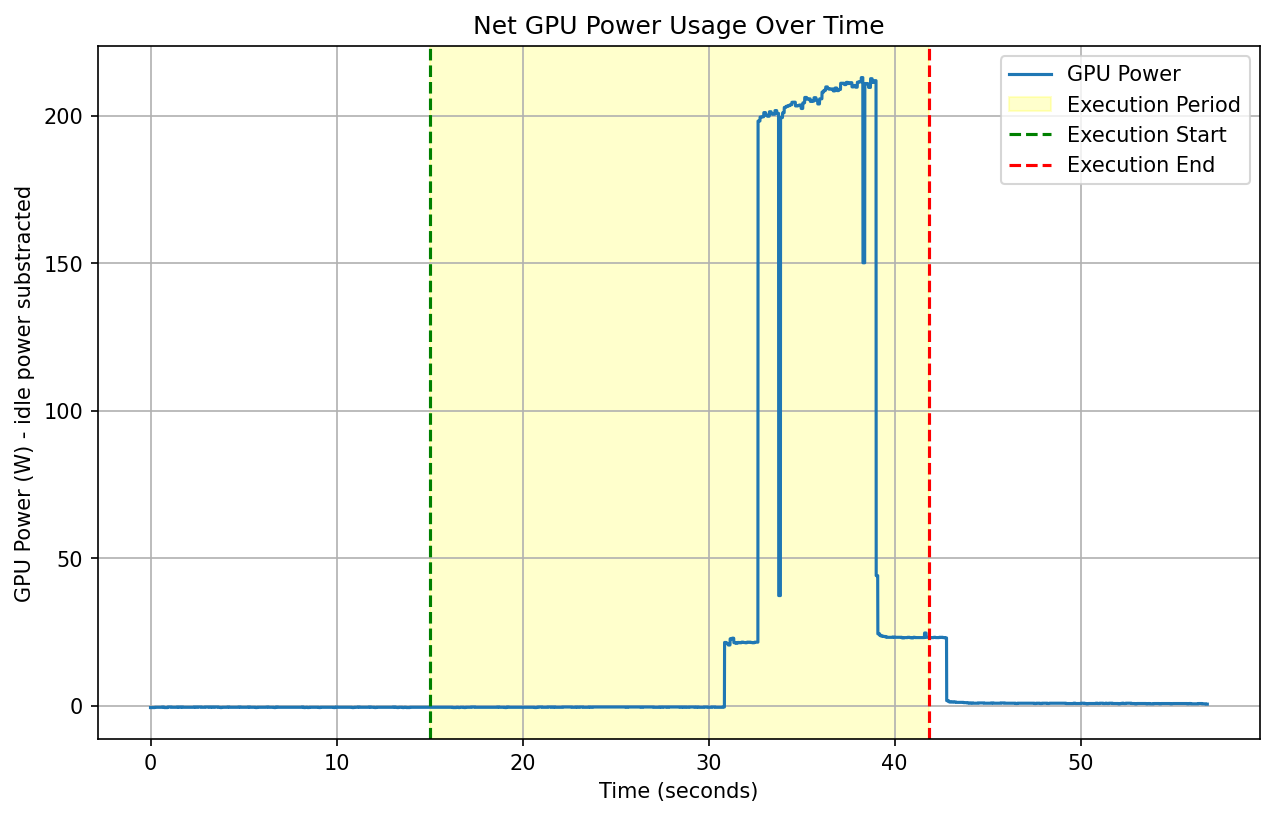 Net GPU Power Usage Over Time
GPU Power (W) - idle power substracted
200
150
100
50
0
0 10 20 30 40 50
Time (seconds)
GPU Power
Execution Period
Execution Start
Execution End